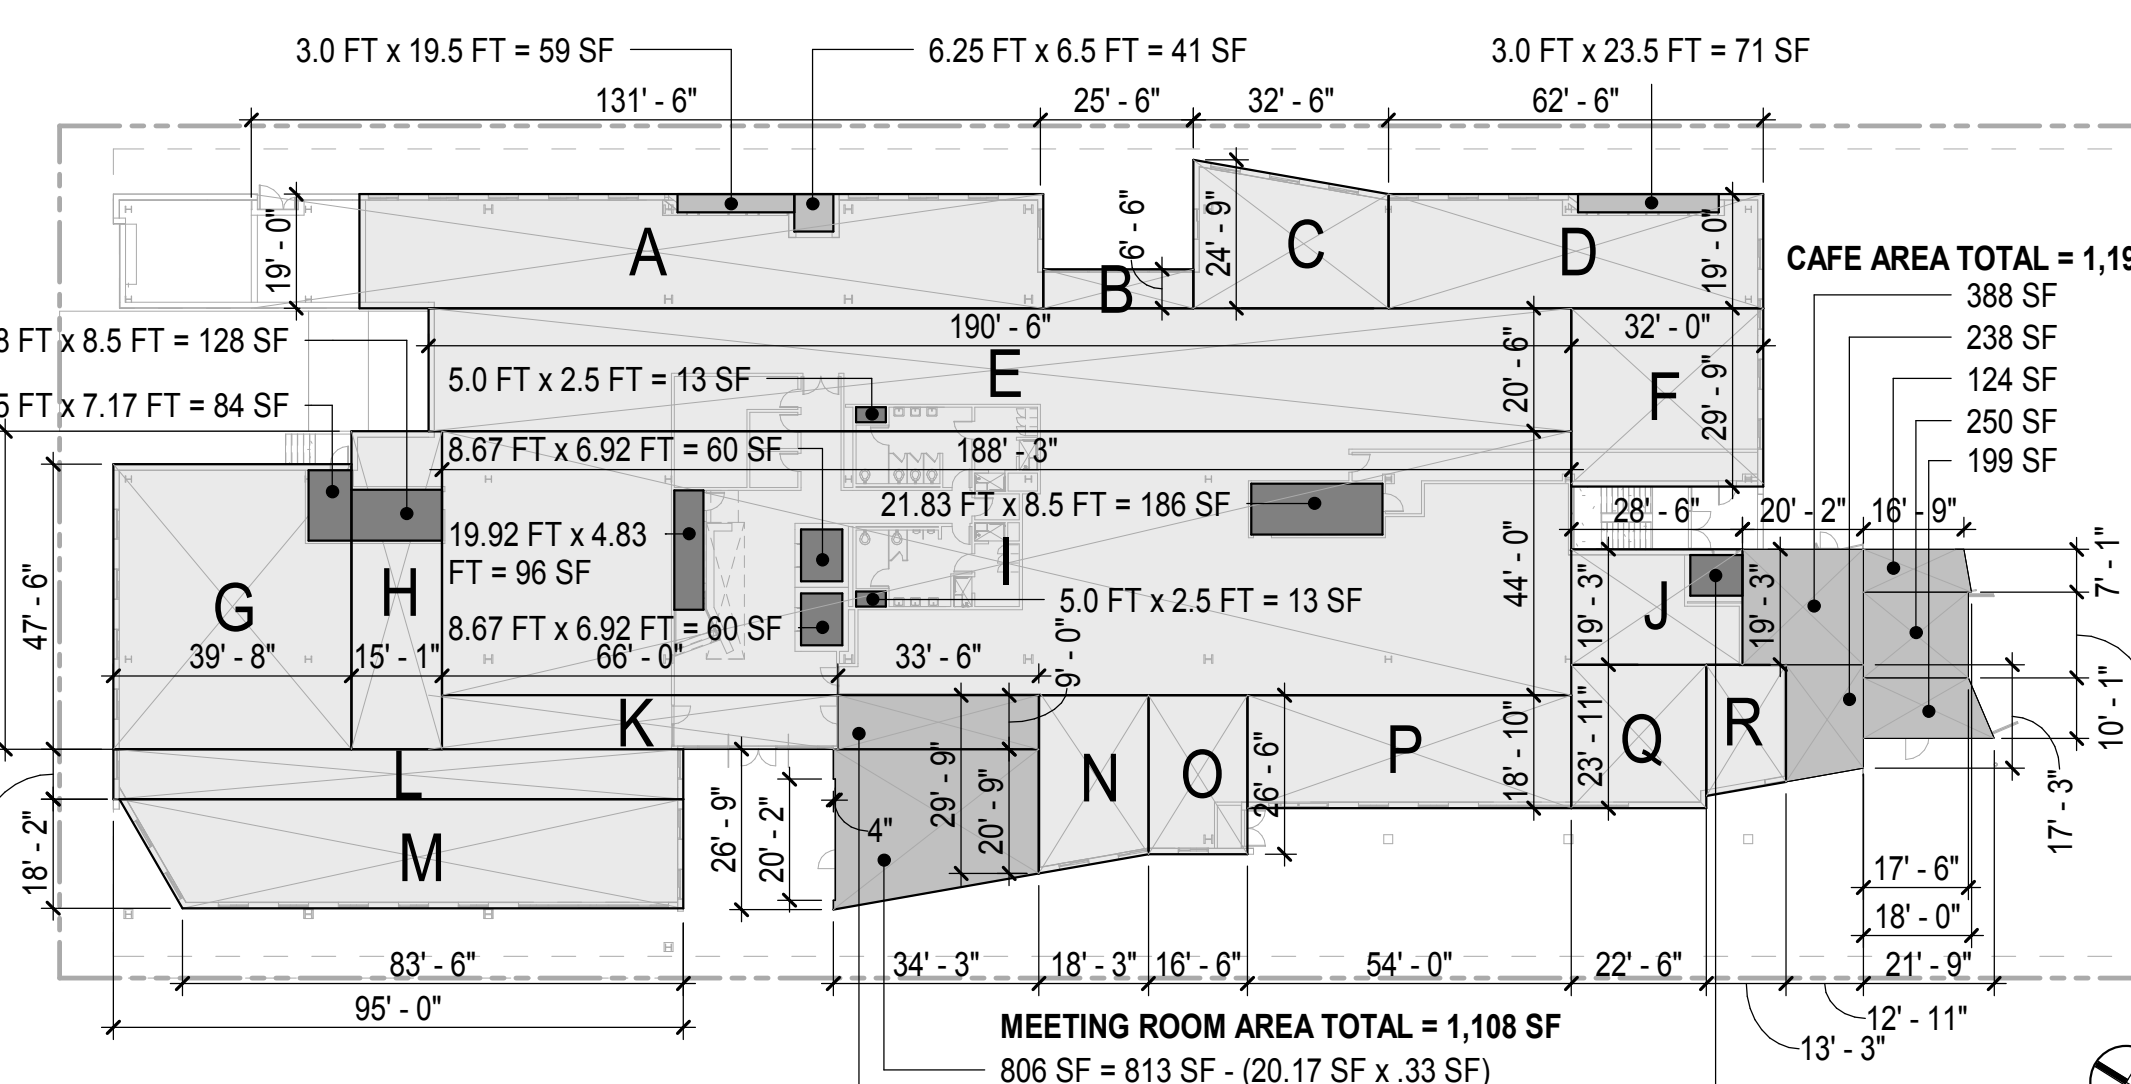 3.0 FT x 19.5 FT = 59 SF
6.25 FT x 6.5 FT = 41 SF
3.0 FT x 23.5 FT = 71 SF
131' - 6"
25' - 6"
32' - 6"
62' - 6"
19' - 0"
A
6' - 6"
B
24' - 9"
C
D
19' - 0"
CAFE AREA TOTAL = 1,19
388 SF
238 SF
124 SF
250 SF
199 SF
190' - 6"
32' - 0"
8 FT x 8.5 FT = 128 SF
5.0 FT x 2.5 FT = 13 SF
E
20' - 6"
F
29' - 9"
5 FT x 7.17 FT = 84 SF
8.67 FT x 6.92 FT = 60 SF
188' - 3"
21.83 FT x 8.5 FT = 186 SF
28' - 6"
20' - 2"
16' - 9"
19.92 FT x 4.83
FT = 96 SF
I
44' - 0"
7' - 1"
47' - 6"
G
H
5.0 FT x 2.5 FT = 13 SF
19' - 3"
J
19' - 3"
8.67 FT x 6.92 FT = 60 SF
39' - 8"
15' - 1"
66' - 0"
33' - 6"
9' - 0"
10' - 1"
K
L
M
18' - 2"
26' - 9"
20' - 2"
4"
29' - 9"
20' - 9"
N
O
26' - 6"
P
18' - 10"
23' - 11"
Q
R
17' - 3"
17' - 6"
18' - 0"
83' - 6"
34' - 3"
18' - 3"
16' - 6"
54' - 0"
22' - 6"
21' - 9"
95' - 0"
12' - 11"
13' - 3"
MEETING ROOM AREA TOTAL = 1,108 SF
806 SF = 813 SF - (20.17 SF x .33 SF)